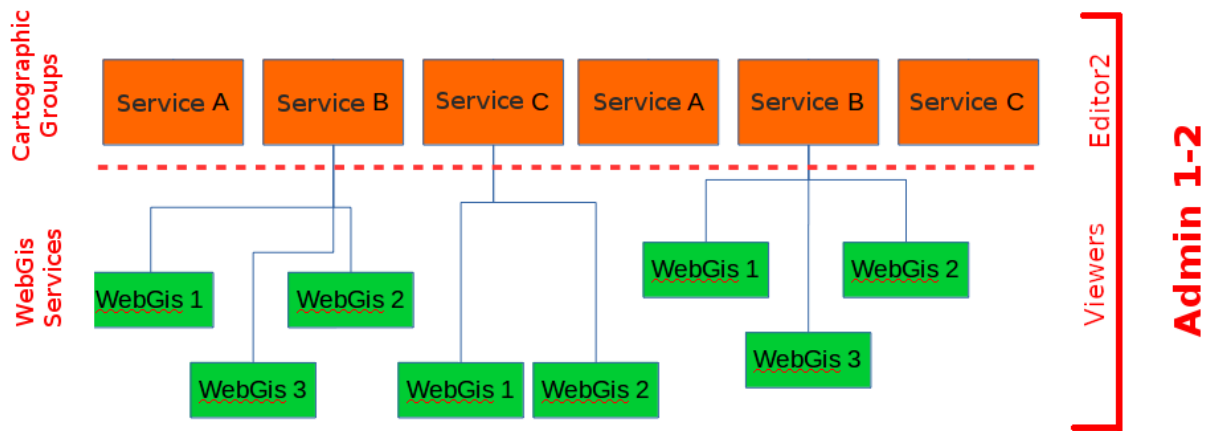 Cartographic
Groups
Service A
Service B
Service C
Service A
Service B
Service C
Editor2
Admin 1-2
WebGis
Services
Viewers
WebGis 1
WebGis 2
WebGis 3
WebGis 1
WebGis 2
WebGis 1
WebGis 2
WebGis 3